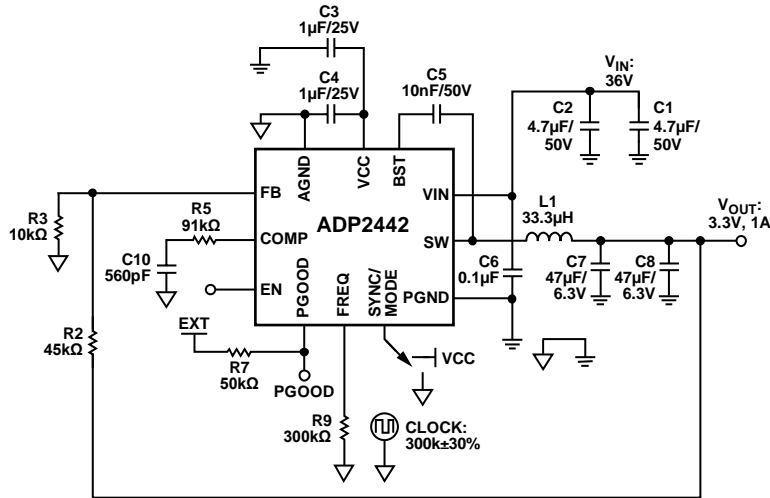 C3
1µF/25V
C4
1µF/25V
C5
10nF/50V
VIN:
36V
C2
4.7µF/
50V
C1
4.7µF/
50V
AGND
VCC
BST
FB
VIN
ADP2442
R3
10kΩ
R5
91kΩ
COMP
SW
L1
33.3µH
VOUT:
3.3V, 1A
C10
560pF
C6
0.1µF
C7
47µF/
6.3V
C8
47µF/
6.3V
EN
PGOOD
FREQ
SYNC/
MODE
PGND
R2
45kΩ
EXT
R7
50kΩ
PGOOD
VCC
R9
300kΩ
CLOCK:
300k±30%